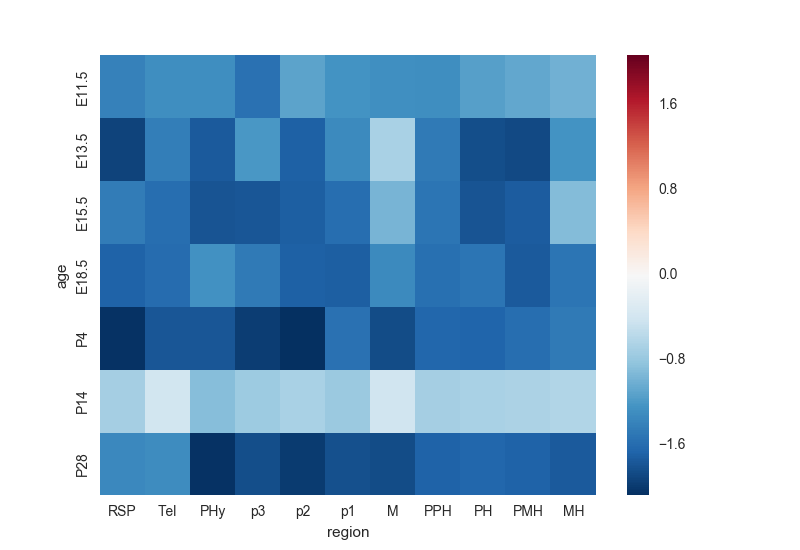 E11.5
E13.5
E15.5
E18.5
P4
P14
P28
age
RSP Tel PHy p3 p2 p1 M PPH PH PMH MH
region
1.6
0.8
0.0
−0.8
−1.6